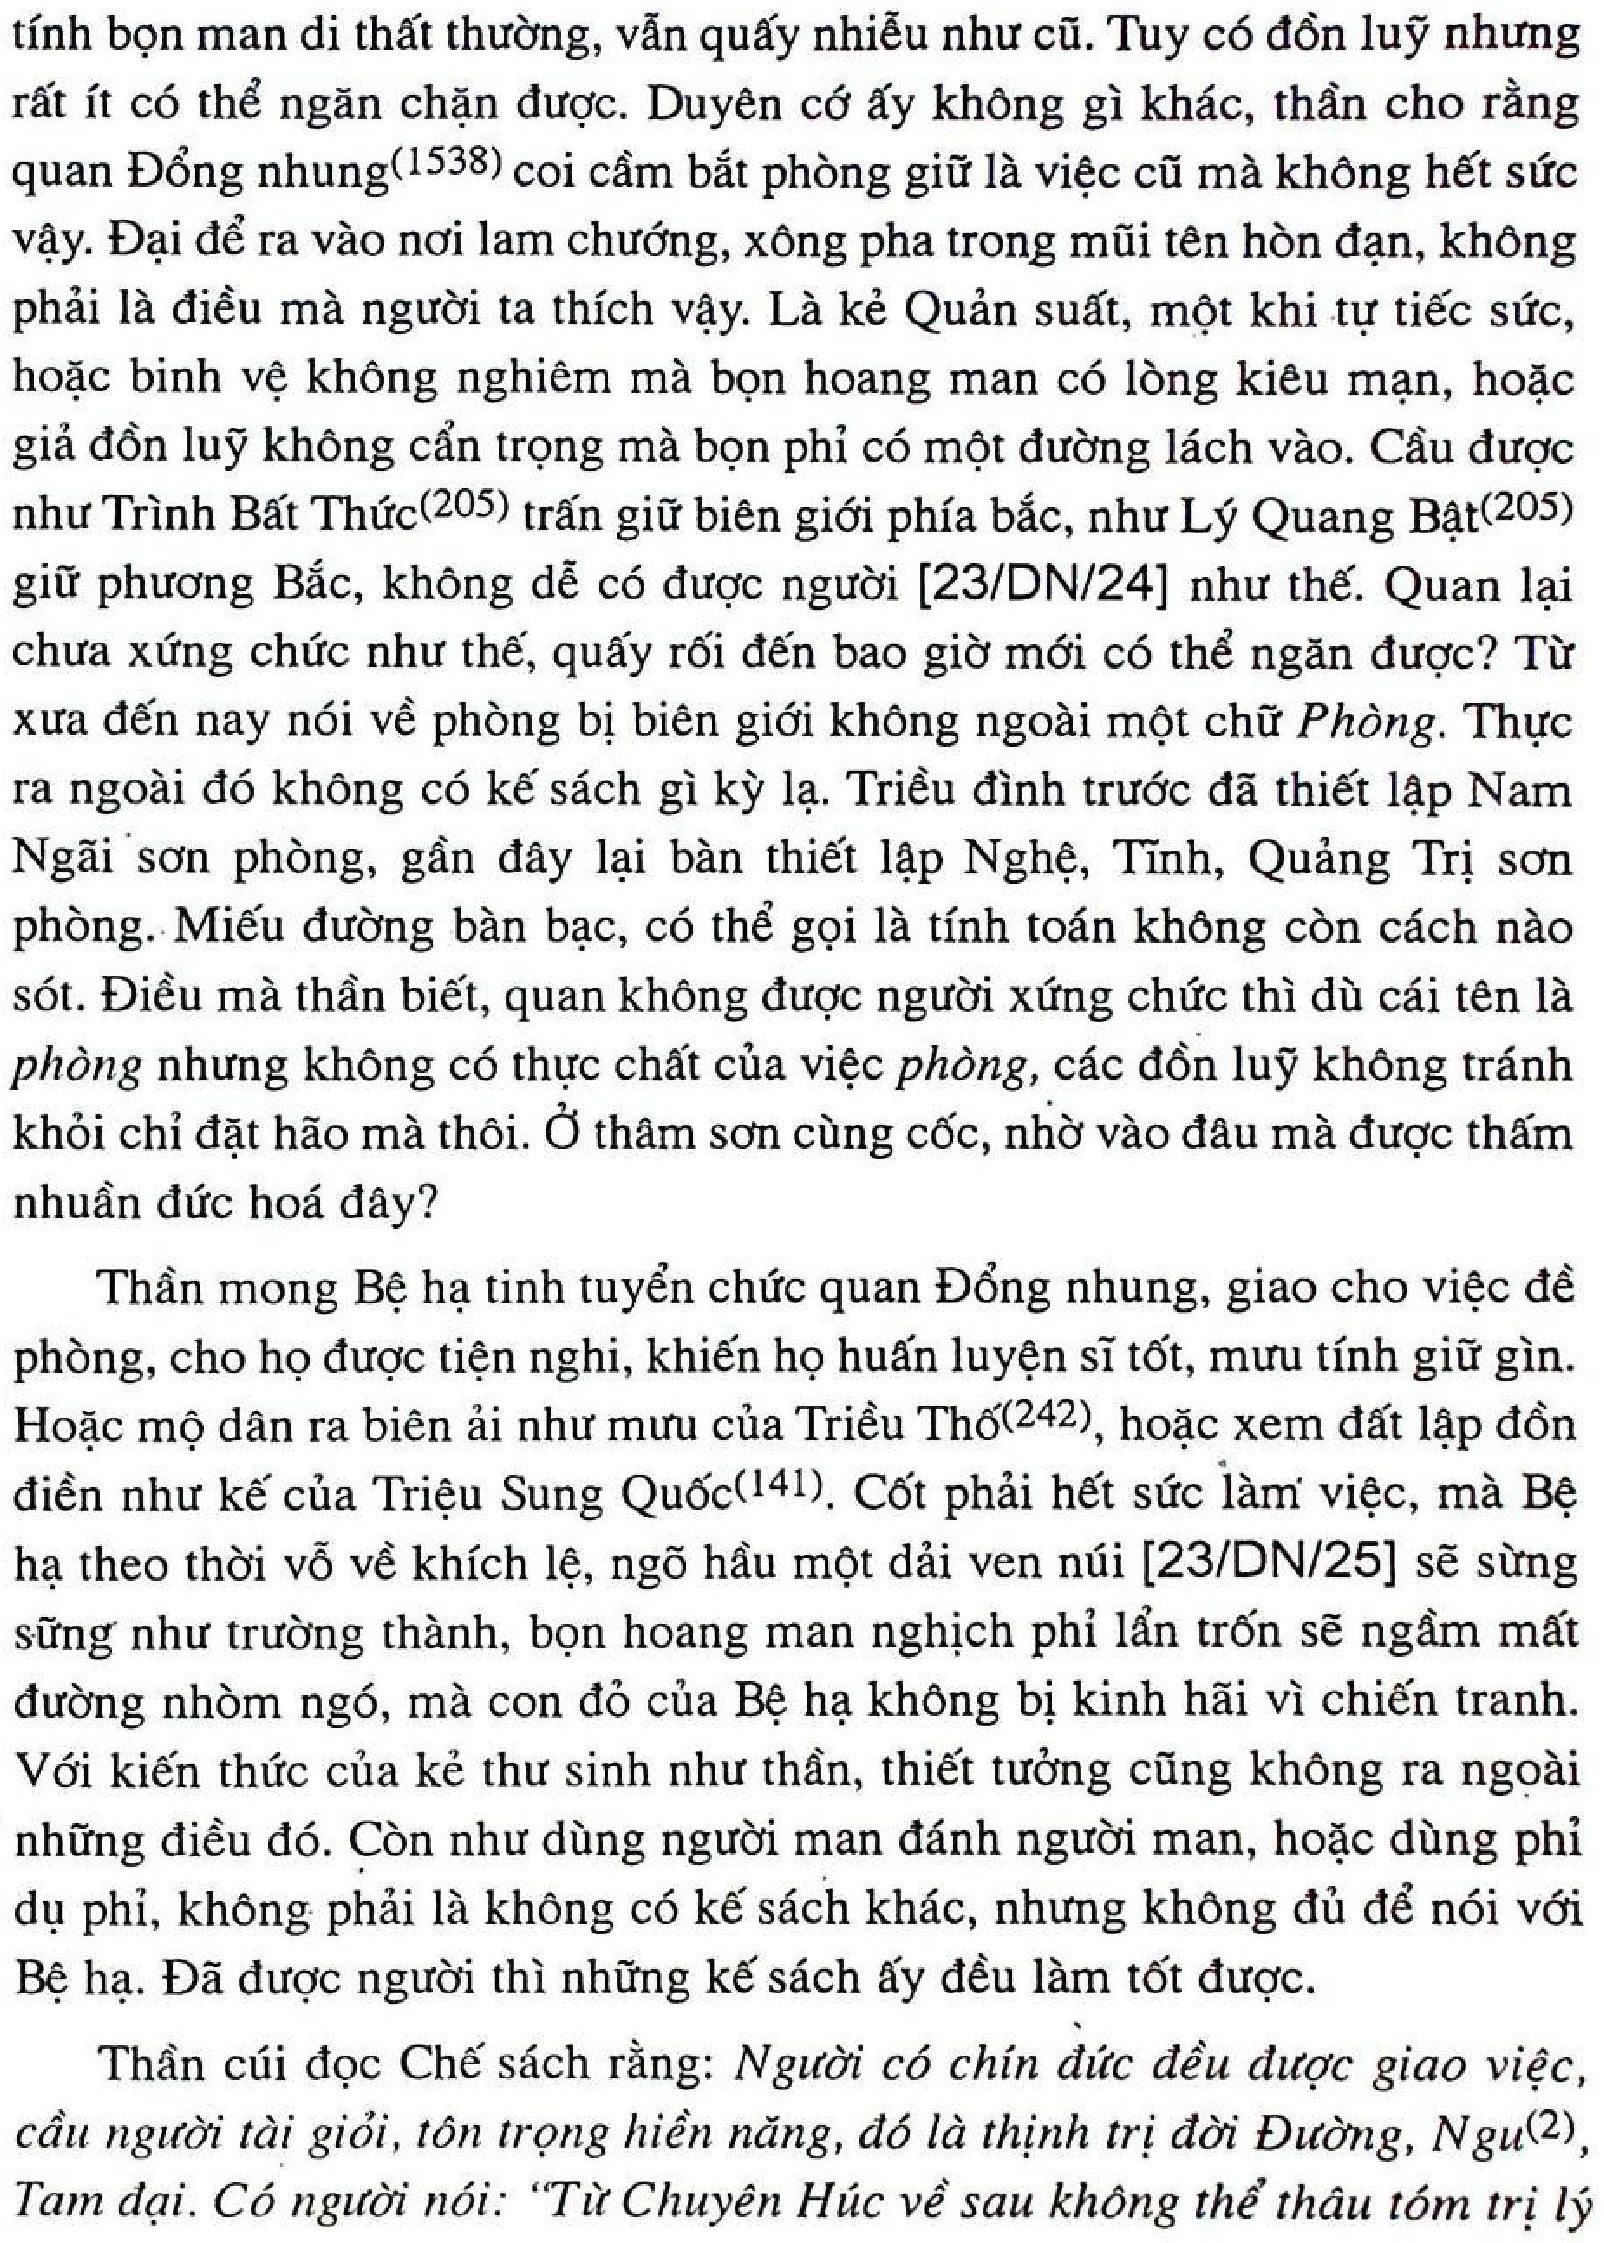 tính bọn man di thất thường, vẫn quấy nhiễu như cũ. Tuy có đồn luỹ nhưng
rất ít có thể ngăn chặn được. Duyên cớ ấy không gì khác, thần cho rằng
quan Đổng nhung(1538) coi cầm bắt phòng giữ là việc cũ mà không hết sức
vậy. Đại để ra vào nơi lam chướng, xông pha trong mũi tên hòn đạn, không
phải là điều mà người ta thích vậy. Là kẻ Quản suất, một khi tự tiếc sức,
hoặc binh vệ không nghiêm mà bọn hoang man có lòng kiêu mạn, hoặc
giả đồn luỹ không cẩn trọng mà bọn phỉ có một đường lách vào. Cầu được
như Trình Bất Thức(205) trấn giữ biên giới phía bắc, như Lý Quang Bật(205)
giữ phương Bắc, không dễ có được người [23/DN/24] như thế. Quan lại
chưa xứng chức như thế, quấy rối đến bao giờ mới có thể ngăn được? Từ
xưa đến nay nói về phòng bị biên giới không ngoài một chữ Phòng. Thực
ra ngoài đó không có kế sách gì kỳ lạ. Triều đình trước đã thiết lập Nam
Ngãi sơn phòng, gần đây lại bàn thiết lập Nghệ, Tĩnh, Quảng Trị sơn
phòng. Miếu đường bàn bạc, có thể gọi là tính toán không còn cách nào
sót. Điều mà thần biết, quan không được người xứng chức thì dù cái tên là
phòng nhưng không có thực chất của việc phòng, các đồn luỹ không tránh
khỏi chỉ đặt hão mà thôi. Ở thâm sơn cùng cốc, nhờ vào đâu mà được thấm
nhuần đức hoá đây?
Thần mong Bệ hạ tinh tuyển chức quan Đổng nhung, giao cho việc đề
phòng, cho họ được tiện nghi, khiến họ huấn luyện sĩ tốt, mưu tính giữ gìn.
Hoặc mộ dân ra biên ải như mưu của Triều Thố(242), hoặc xem đất lập đồn
điền như kế của Triệu Sung Quốc(141). Cốt phải hết sức làm việc, mà Bệ
hạ theo thời vỗ về khích lệ, ngõ hầu một dải ven núi [23/DN/25] sẽ sừng
sững như trường thành, bọn hoang man nghịch phỉ lẩn trốn sẽ ngầm mất
đường nhòm ngó, mà con đỏ của Bệ hạ không bị kinh hãi vì chiến tranh.
Với kiến thức của kẻ thư sinh như thần, thiết tưởng cũng không ra ngoài
những điều đó. Còn như dùng người man đánh người man, hoặc dùng phỉ
dụ phỉ, không phải là không có kế sách khác, nhưng không đủ để nói với
Bệ hạ. Đã được người thì những kế sách ấy đều làm tốt được.
Thần cúi đọc Chế sách rằng: Người có chín đức đều được giao việc,
cầu người tài giỏi, tôn trọng hiền năng, đó là thịnh trị đời Đường, Ngu(2),
Tam đại. Có người nói: "Từ Chuyên Húc về sau không thể thâu tóm trị lý